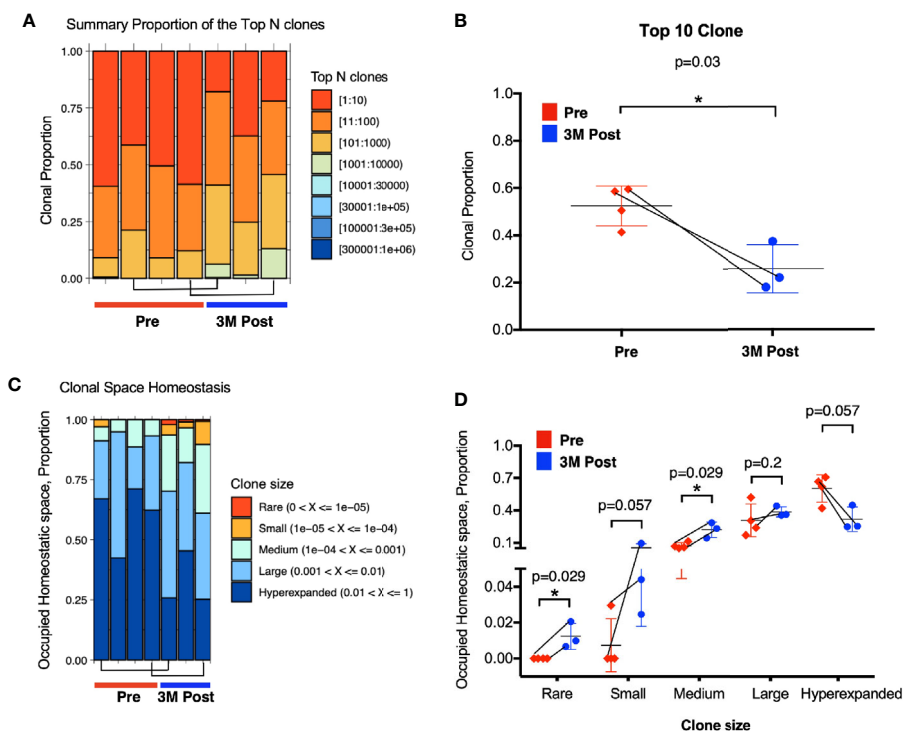 A
Summary Proportion of the Top N clones
Clonal Proportion
1.00
0.75
0.50
0.25
0.00
Pre
3M Post
Top N clones
[1:10)
[11:100)
[101:1000)
[1001:10000)
[10001:30000)
[30001:1e+05)
[100001:3e+05)
[300001:1e+06)
B
Top 10 Clone
p=0.03
*
Pre
3M Post
Clonal Proportion
1.0
0.8
0.6
0.4
0.2
0.0
Pre
3M Post
C
Clonal Space Homeostasis
Occupied Homeostatic space, Proportion
1.00
0.75
0.50
0.25
0.00
Pre
3M Post
Clone size
Rare (0 < X <= 1e-05)
Small (1e-05 < X <= 1e-04)
Medium (1e-04 < X <= 0.001)
Large (0.001 < X <= 0.01)
Hyperexpanded (0.01 < X <= 1)
D
Pre
3M Post
Occupied Homeostatic space, Proportion
1.0
0.7
0.4
0.1
0.04
0.02
0.00
p=0.029
*
p=0.057
p=0.029
*
p=0.2
p=0.057
Rare
Small
Medium
Large
Hyperexpanded
Clone size